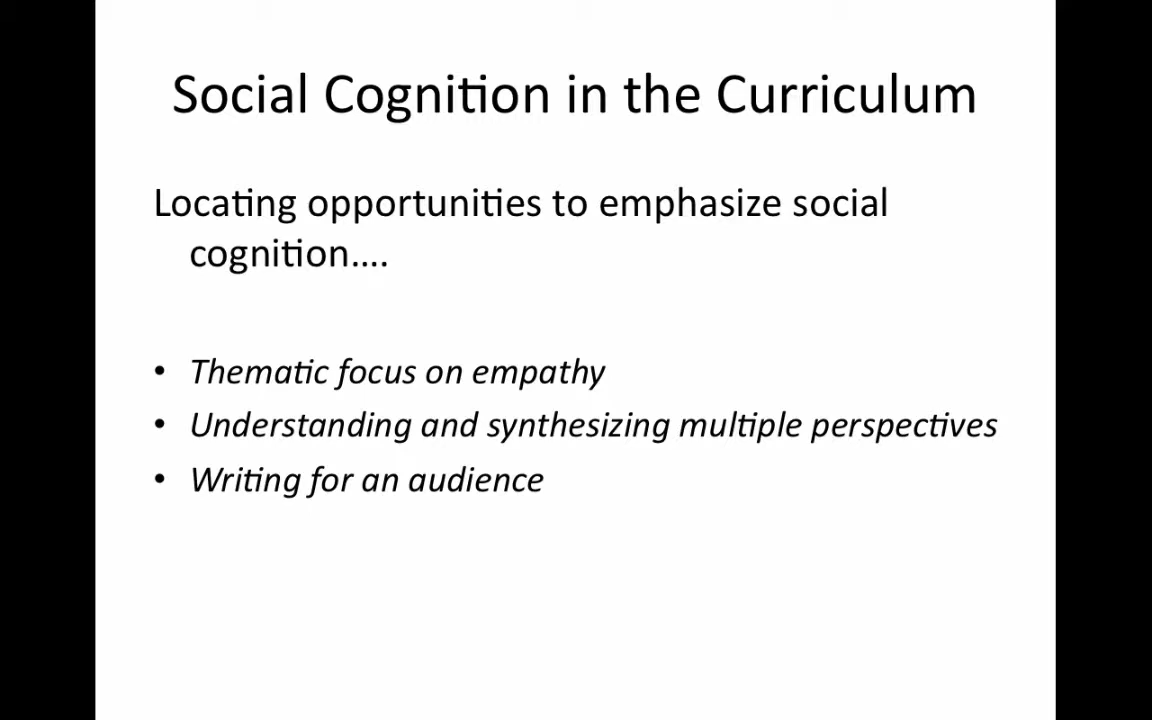 Social Cognition in the Curriculum
Locating opportunities to emphasize social
cognition....
• Thematic focus on empathy
• Understanding and synthesizing multiple perspectives
• Writing for an audience